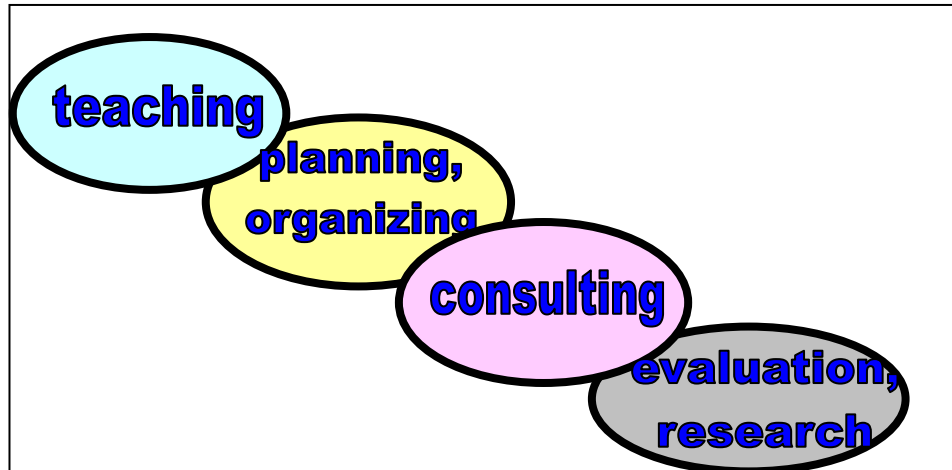 teaching
planning,
organizing
consulting
evaluation,
research